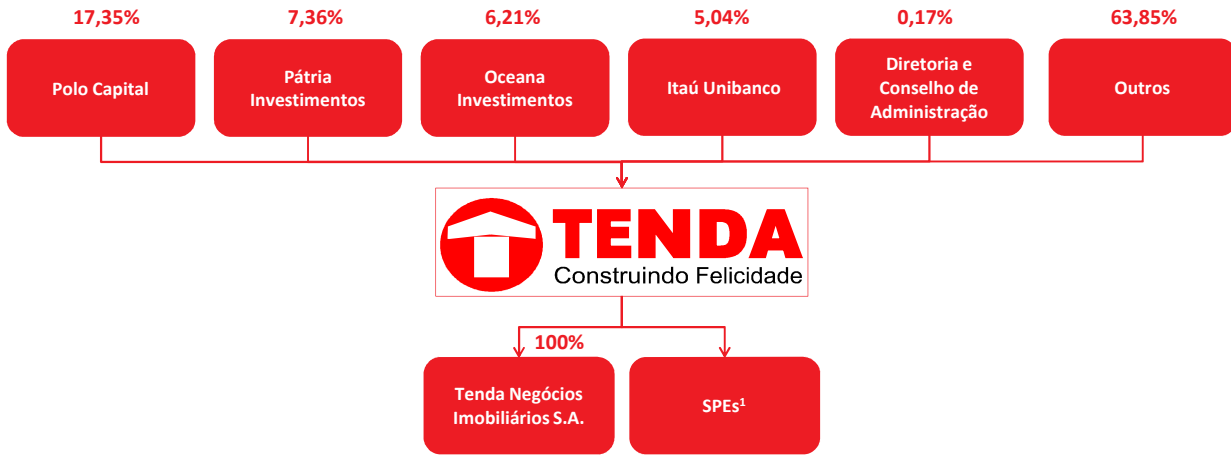 17,35%
7,36%
6,21%
5,04%
0,17%
63,85%
Polo Capital
Pátria
Investimentos
Oceana
Investimentos
Itaú Unibanco
Diretoria e
Conselho de
Administração
Outros
TENDA
Construindo Felicidade
100%
Tenda Negócios
Imobiliários S.A.
SPEs¹